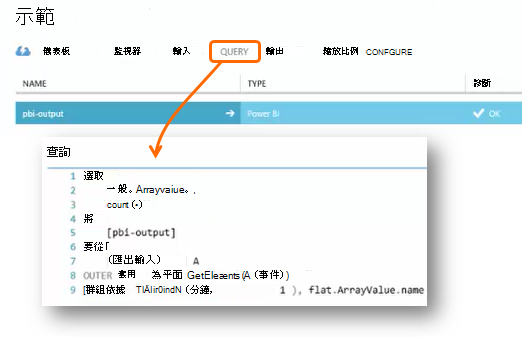 示範
儀表板 監視器 輸入 QUERY 輸出 縮放比例 CONFGURE
NAME TYPE 診斷
pbi-output → Power BI ✓ OK
查詢
1 選取
2 一般。Arrayvaiue。,
3 count (*)
4 將
5 [pbi-output]
6 要從「
7 (匯出輸入) A
8 OUTER 套用 為平面 GetEleaents (A (事件) )
9 [群組依據 (分鐘, 1 ), flat.ArrayValue.name